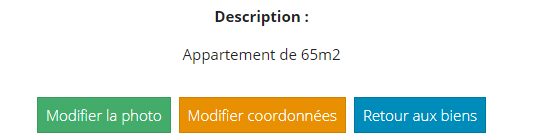 Description :
Appartement de 65m2
Modifier la photo Modifier coordonnées Retour aux biens